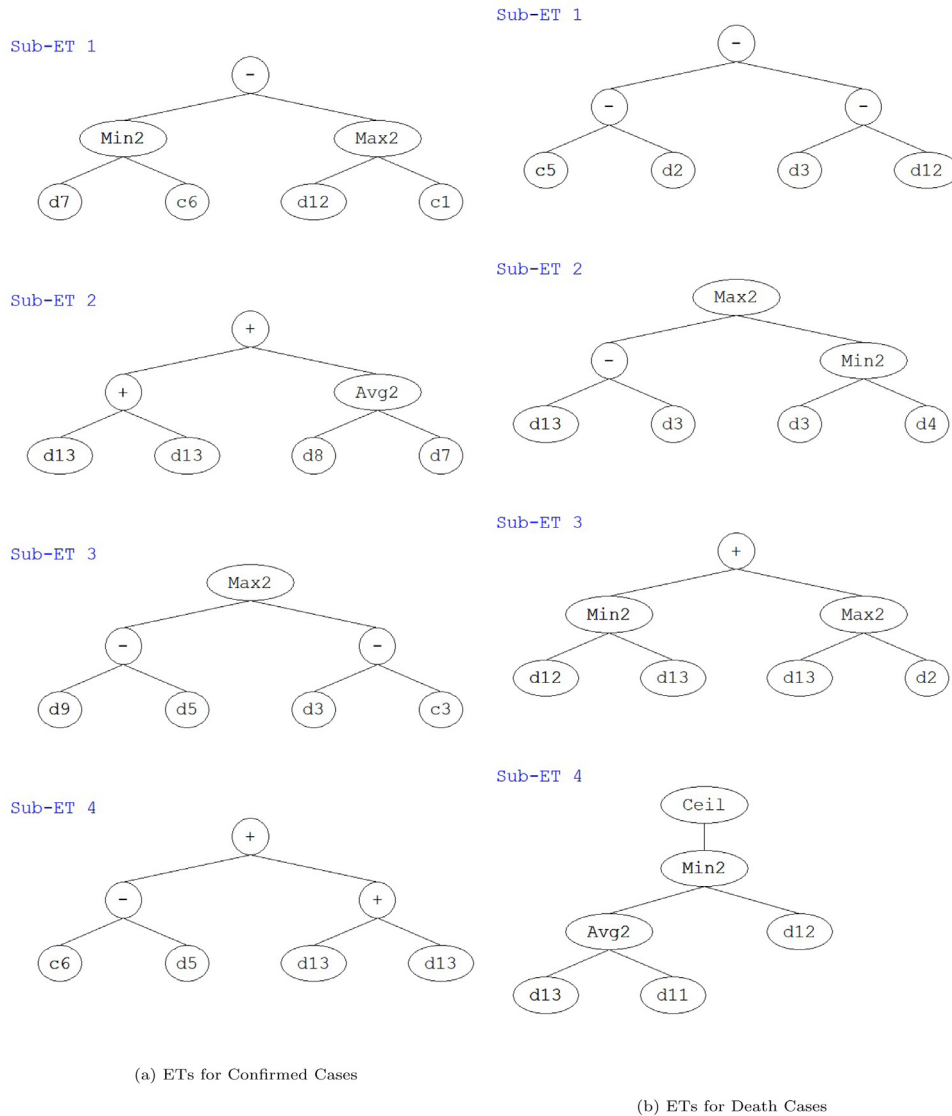 Sub-ET 1
-
Min2 Max2
d7 c6 d12 c1
Sub-ET 2
+
+ Avg2
d13 d13 d8 d7
Sub-ET 3
Max2
- -
d9 d5 d3 c3
Sub-ET 4
+
- +
c6 d5 d13 d13
(a) ETs for Confirmed Cases
Sub-ET 1
-
- -
c5 d2 d3 d12
Sub-ET 2
Max2
- Min2
d13 d3 d3 d4
Sub-ET 3
+
Min2 Max2
d12 d13 d13 d2
Sub-ET 4
Ceil
Min2
Avg2 d12
d13 d11
(b) ETs for Death Cases